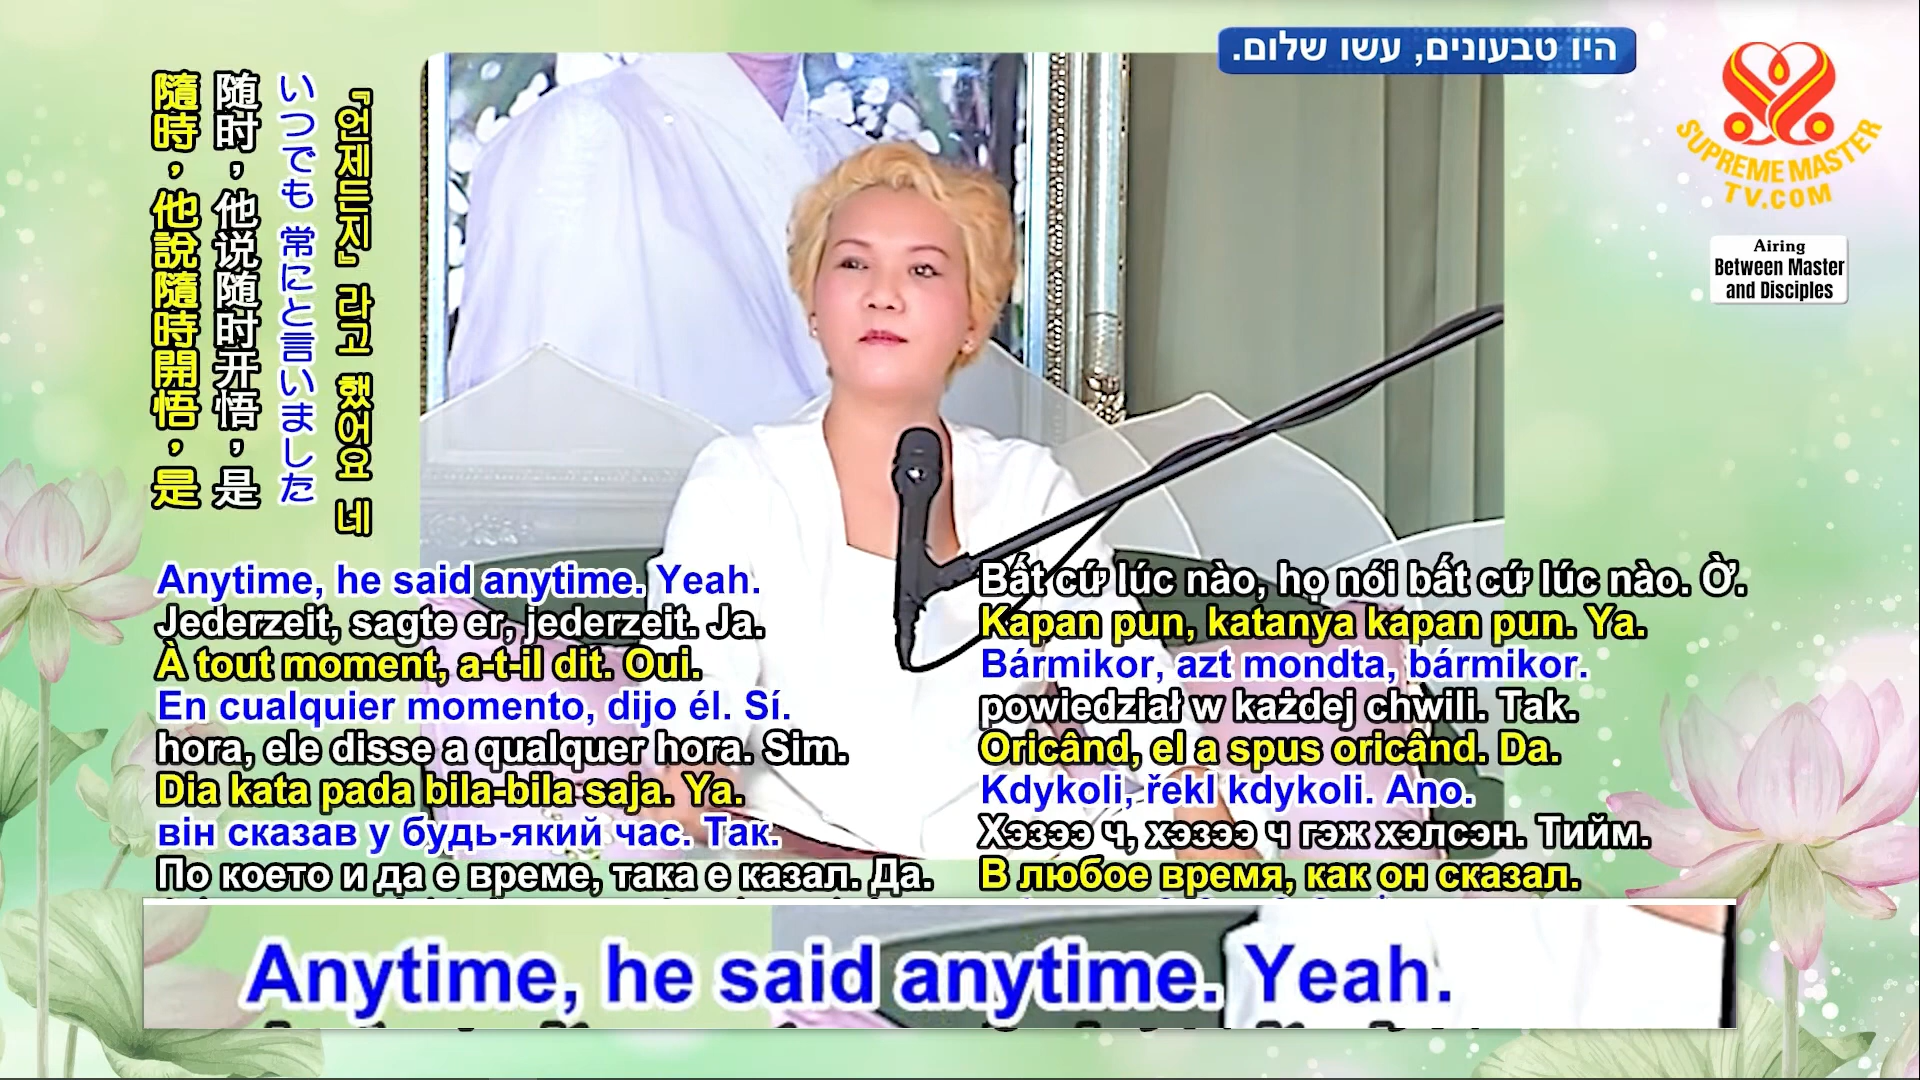 היו טבעונים, עשו שלום.
SUPREME MASTER
TV.COM
Airing
Between Master
and Disciples
『언제든지』라고 했어요 네
いつでも 常にと言いました
随时，他说随时开悟，是
隨時，他說隨時開悟，是
Anytime, he said anytime. Yeah.
Jederzeit, sagte er, jederzeit. Ja.
À tout moment, a-t-il dit. Oui.
En cualquier momento, dijo él. Sí.
hora, ele disse a qualquer hora. Sim.
Dia kata pada bila-bila saja. Ya.
він сказав у будь-який час. Так.
По което и да е време, така е казал. Да.
Bất cứ lúc nào, họ nói bất cứ lúc nào. Ờ.
Kapan pun, katanya kapan pun. Ya.
Bármikor, azt mondta, bármikor.
powiedział w każdej chwili. Tak.
Oricând, el a spus oricând. Da.
Kdykoli, řekl kdykoli. Ano.
Хэзээ ч, хэзээ ч гэж хэлсэн. Тийм.
В любое время, как он сказал.
Anytime, he said anytime. Yeah.